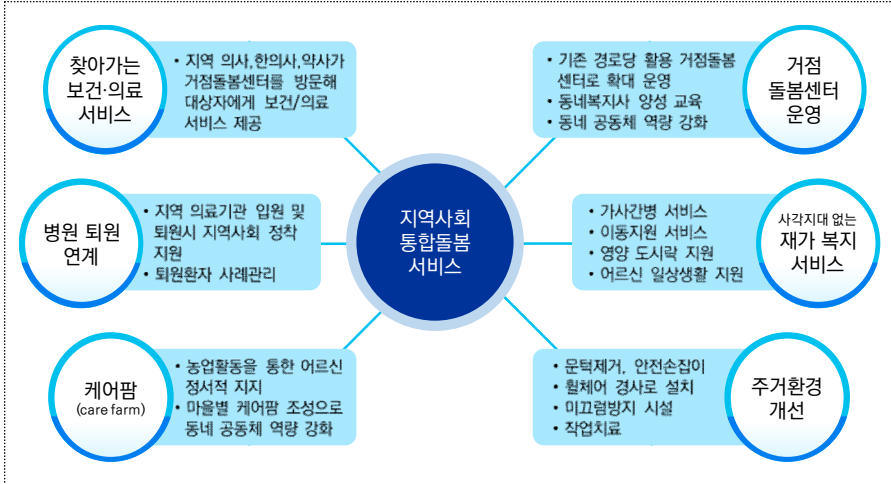 찾아가는
보건·의료
서비스
• 지역 의사,한의사,약사가
거점돌봄센터를 방문해
대상자에게 보건/의료
서비스 제공
• 기존 경로당 활용 거점돌봄
센터로 확대 운영
• 동네복지사 양성 교육
• 동네 공동체 역량 강화
거점
돌봄센터
운영
병원 퇴원
연계
• 지역 의료기관 입원 및
퇴원시 지역사회 정착
지원
• 퇴원환자 사례관리
지역사회
통합돌봄
서비스
• 가사간병 서비스
• 이동지원 서비스
• 영양 도시락 지원
• 어르신 일상생활 지원
사각지대 없는
재가 복지
서비스
케어팜
(care farm)
• 농업활동을 통한 어르신
정서적 지지
• 마을별 케어팜 조성으로
동네 공동체 역량 강화
• 문턱제거, 안전손잡이
• 휠체어 경사로 설치
• 미끄럼방지 시설
• 작업치료
주거환경
개선